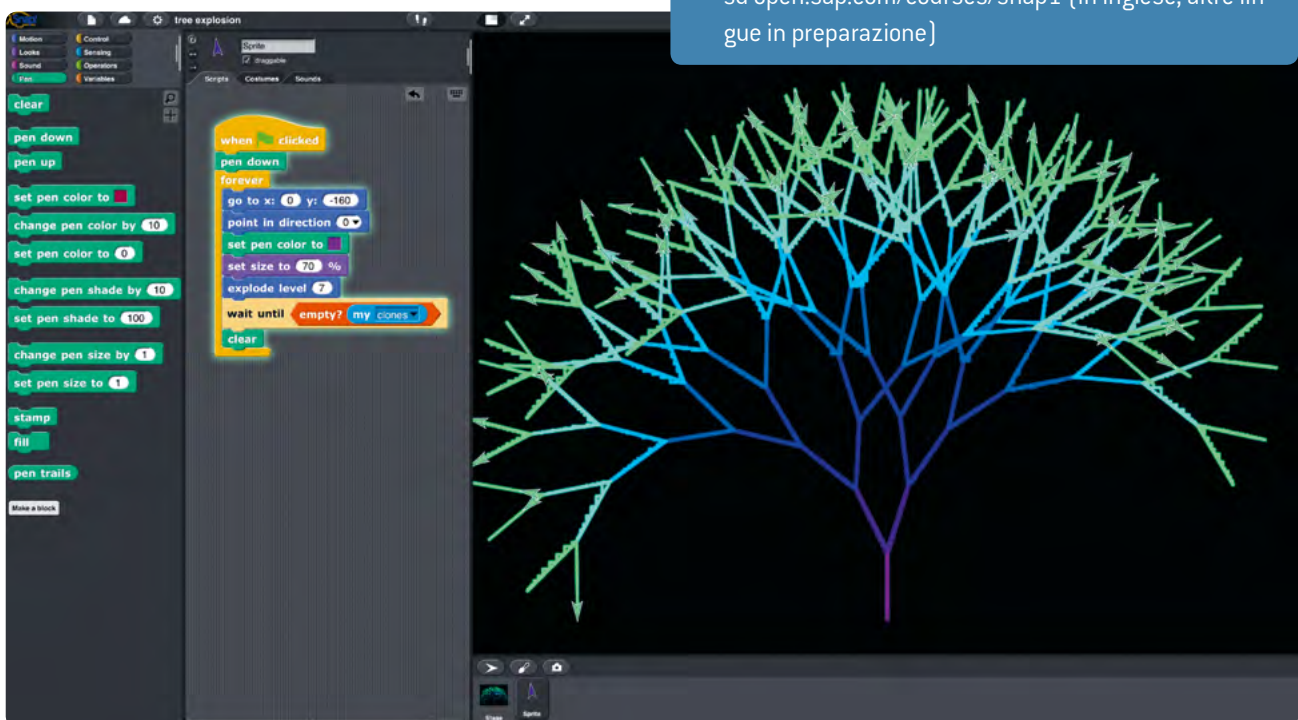 Snap!
tree explosion
su open.sap.com/courses/snap1 (in inglese, altre lin
gue in preparazione)
Motion
Control
Looks
Sensing
Sound
Operators
Pen
Variables
clear
pen down
pen up
set pen color to
change pen color by 10
set pen color to 0
change pen shade by 10
set pen shade to 100
change pen size by 1
set pen size to 1
stamp
fill
pen trails
Make a block
Sprite
draggable
Scripts Costumes Sounds
when clicked
pen down
forever
go to x: 0 y: -160
point in direction 0
set pen color to
set size to 70 %
explode level 7
wait until empty? my clones
clear
Stage
Sprite